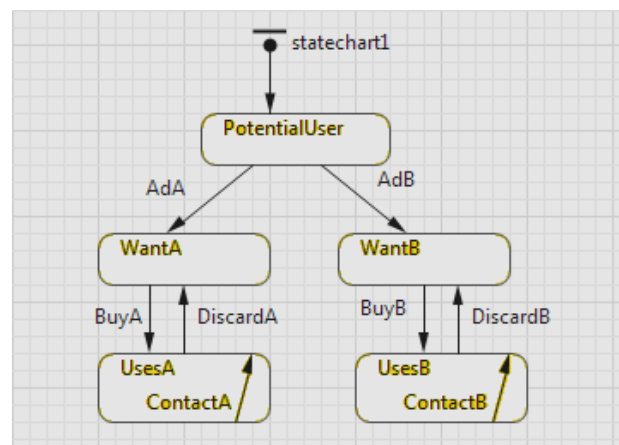 statechart1
PotentialUser
AdA
AdB
WantA
WantB
BuyA
DiscardA
BuyB
DiscardB
UsesA
UsesB
ContactA
ContactB